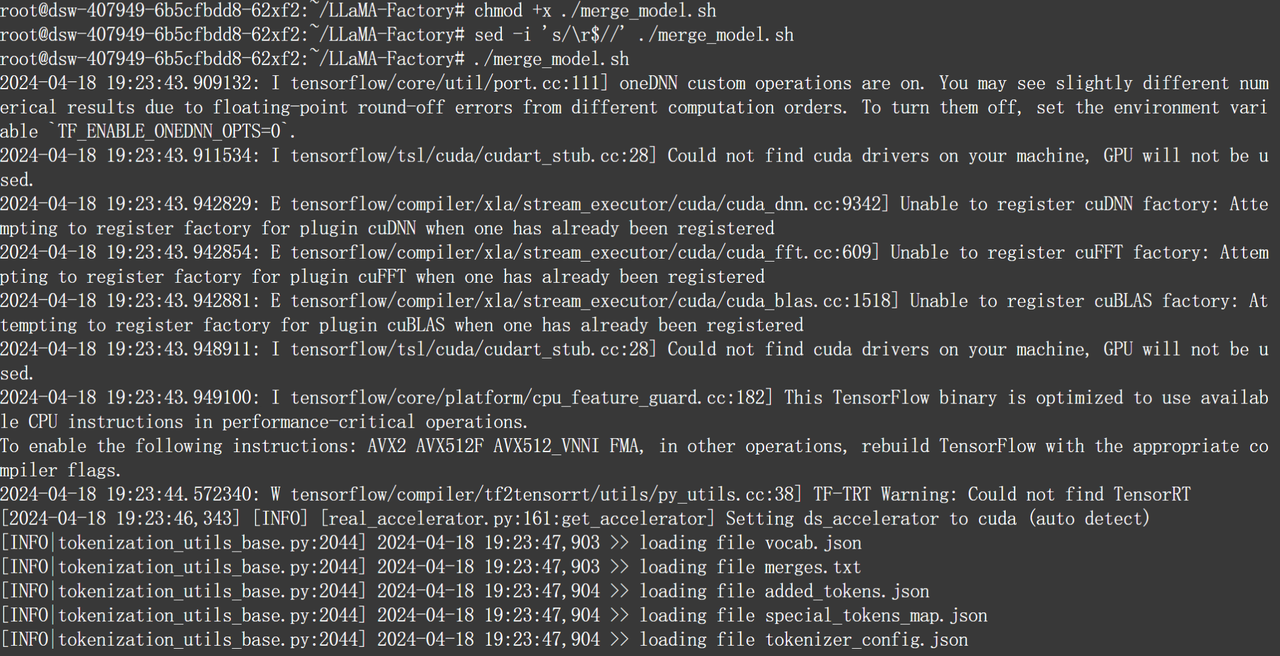 root@dsw-407949-6b5cfbdd8-62xf2:~/LLaMA-Factory# chmod +x ./merge_model.sh
root@dsw-407949-6b5cfbdd8-62xf2:~/LLaMA-Factory# sed -i 's/\r$//' ./merge_model.sh
root@dsw-407949-6b5cfbdd8-62xf2:~/LLaMA-Factory# ./merge_model.sh
2024-04-18 19:23:43.909132: I tensorflow/core/util/port.cc:111] oneDNN custom operations are on. You may see slightly different num
erical results due to floating-point round-off errors from different computation orders. To turn them off, set the environment vari
able `TF_ENABLE_ONEDNN_OPTS=0`.
2024-04-18 19:23:43.911534: I tensorflow/tsl/cuda/cudart_stub.cc:28] Could not find cuda drivers on your machine, GPU will not be u
sed.
2024-04-18 19:23:43.942829: E tensorflow/compiler/xla/stream_executor/cuda/cuda_dnn.cc:9342] Unable to register cuDNN factory: Atte
mpting to register factory for plugin cuDNN when one has already been registered
2024-04-18 19:23:43.942854: E tensorflow/compiler/xla/stream_executor/cuda/cuda_fft.cc:609] Unable to register cuFFT factory: Attem
pting to register factory for plugin cuFFT when one has already been registered
2024-04-18 19:23:43.942881: E tensorflow/compiler/xla/stream_executor/cuda/cuda_blas.cc:1518] Unable to register cuBLAS factory: At
tempting to register factory for plugin cuBLAS when one has already been registered
2024-04-18 19:23:43.948911: I tensorflow/tsl/cuda/cudart_stub.cc:28] Could not find cuda drivers on your machine, GPU will not be u
sed.
2024-04-18 19:23:43.949100: I tensorflow/core/platform/cpu_feature_guard.cc:182] This TensorFlow binary is optimized to use availab
le CPU instructions in performance-critical operations.
To enable the following instructions: AVX2 AVX512F AVX512_VNNI FMA, in other operations, rebuild TensorFlow with the appropriate co
mpiler flags.
2024-04-18 19:23:44.572340: W tensorflow/compiler/tf2tensorrt/utils/py_utils.cc:38] TF-TRT Warning: Could not find TensorRT
[2024-04-18 19:23:46,343] [INFO] [real_accelerator.py:161:get_accelerator] Setting ds_accelerator to cuda (auto detect)
[INFO|tokenization_utils_base.py:2044] 2024-04-18 19:23:47,903 >> loading file vocab.json
[INFO|tokenization_utils_base.py:2044] 2024-04-18 19:23:47,903 >> loading file merges.txt
[INFO|tokenization_utils_base.py:2044] 2024-04-18 19:23:47,904 >> loading file added_tokens.json
[INFO|tokenization_utils_base.py:2044] 2024-04-18 19:23:47,904 >> loading file special_tokens_map.json
[INFO|tokenization_utils_base.py:2044] 2024-04-18 19:23:47,904 >> loading file tokenizer_config.json